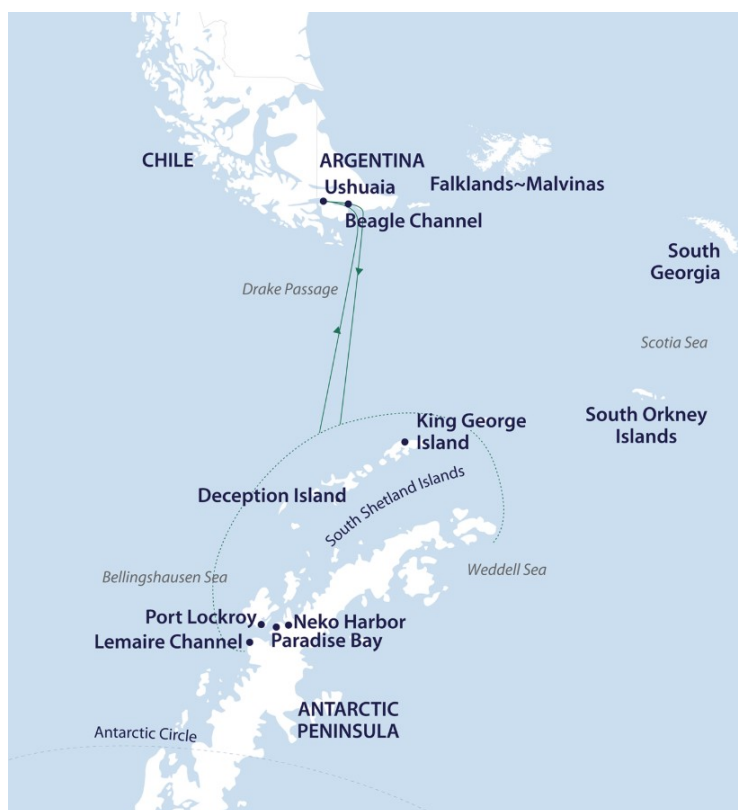 CHILE
ARGENTINA
Ushuaia
Falklands~Malvinas
Beagle Channel
South
Georgia
Drake Passage
Scotia Sea
King George
Island
South Orkney
Islands
Deception Island
South Shetland Islands
Bellingshausen Sea
Weddell Sea
Port Lockroy
Neko Harbor
Lemaire Channel
Paradise Bay
ANTARCTIC
PENINSULA
Antarctic Circle